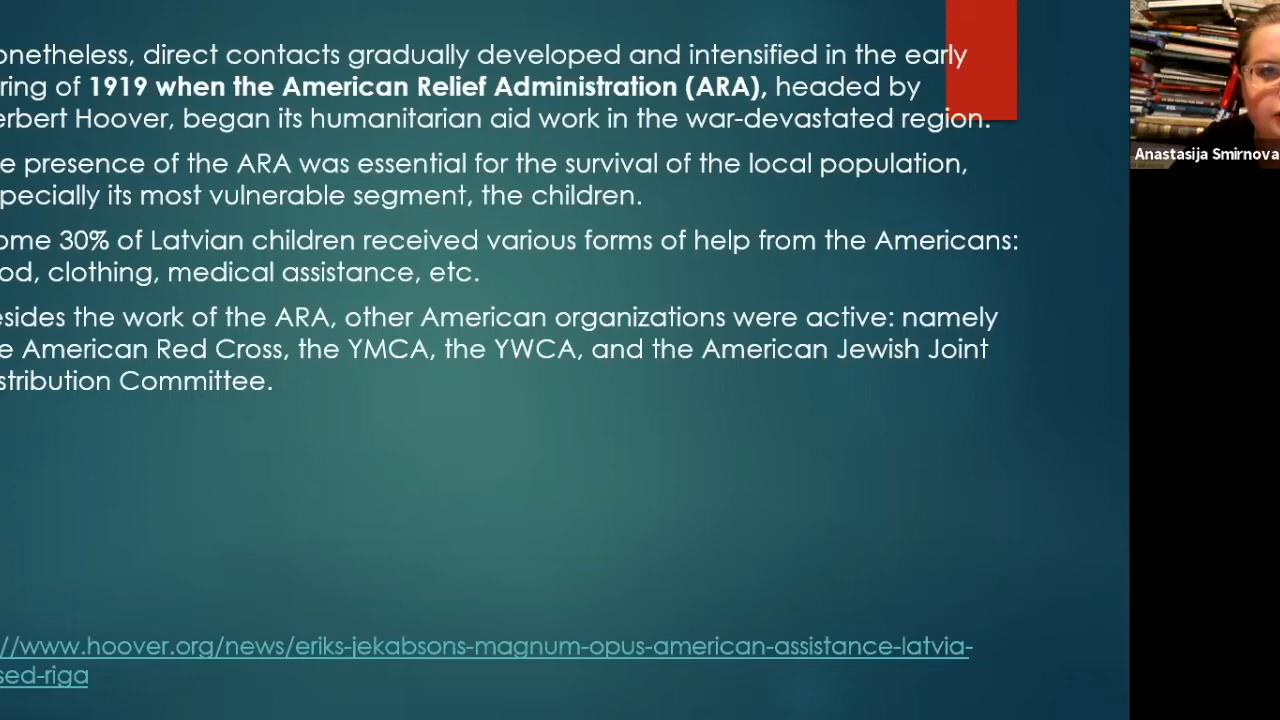 onetheless, direct contacts gradually developed and intensified in the early
ring of 1919 when the American Relief Administration (ARA), headed by
erbert Hoover, began its humanitarian aid work in the war-devastated region.
e presence of the ARA was essential for the survival of the local population,
pecially its most vulnerable segment, the children.
ome 30% of Latvian children received various forms of help from the Americans:
od, clothing, medical assistance, etc.
esides the work of the ARA, other American organizations were active: namely
e American Red Cross, the YMCA, the YWCA, and the American Jewish Joint
stribution Committee.
//www.hoover.org/news/eriks-jekabsons-magnum-opus-american-assistance-latvia-
sed-riga
Anastasija Smirnova